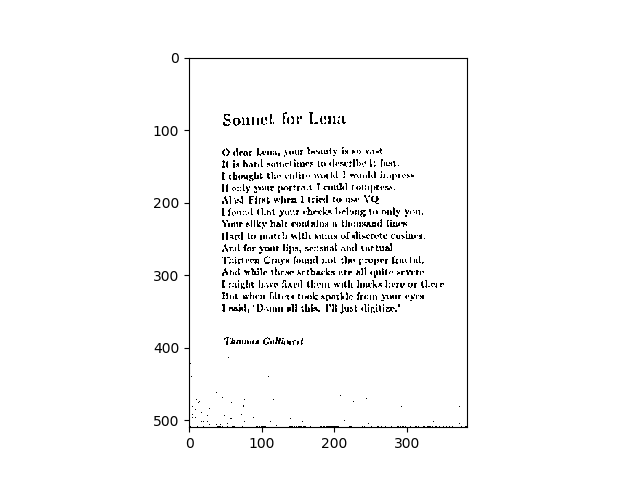 Sonnet for Lena
O dear Lena, your beauty is so vast
It is hard sometimes to describe it fast.
I thought the entire world I would impress
If only your portrait I could compress.
Alas! First when I tried to use VQ
I found that your cheeks belong to only you.
Your silky hair contains a thousand lines
Hard to match with sums of discrete cosines.
And for your lips, sensual and tactual
Thirteen Crays found not the proper fractal.
And while these setbacks are all quite severe
I might have fixed them with hacks here or there
But when filters took sparkle from your eyes
I said, 'Damn all this. I'll just digitize.'
Thomas Colthurst
0
100
200
300
400
500
0 100 200 300